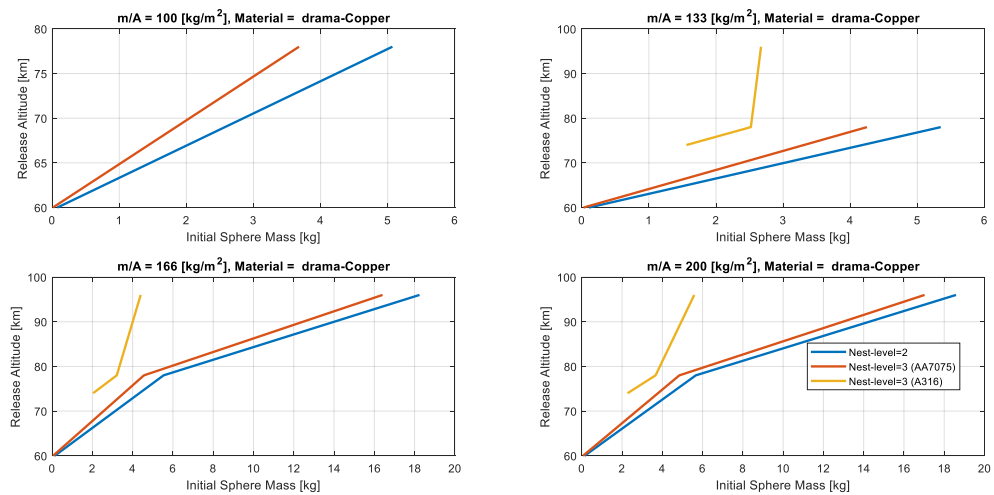 m/A = 100 [kg/m²], Material = drama-Copper
80
75
70
65
60
Release Altitude [km]
0 1 2 3 4 5 6
Initial Sphere Mass [kg]
m/A = 133 [kg/m²], Material = drama-Copper
100
90
80
70
60
Release Altitude [km]
0 1 2 3 4 5 6
Initial Sphere Mass [kg]
m/A = 166 [kg/m²], Material = drama-Copper
100
90
80
70
60
Release Altitude [km]
0 2 4 6 8 10 12 14 16 18 20
Initial Sphere Mass [kg]
m/A = 200 [kg/m²], Material = drama-Copper
100
90
80
70
60
Release Altitude [km]
Nest-level=2
Nest-level=3 (AA7075)
Nest-level=3 (A316)
0 2 4 6 8 10 12 14 16 18 20
Initial Sphere Mass [kg]